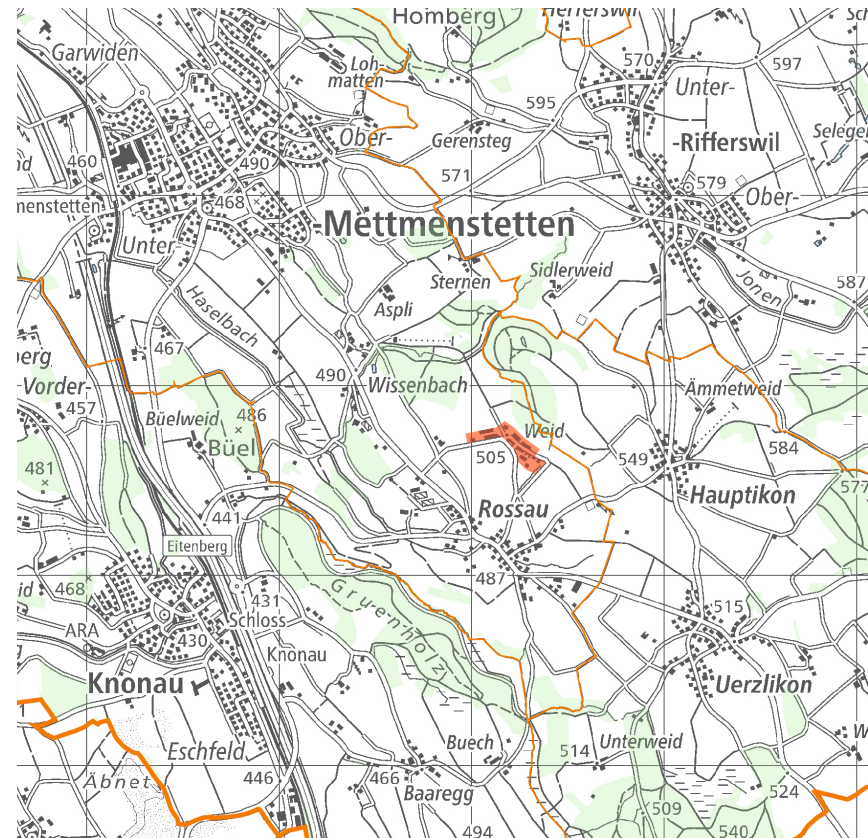 Homberg
Herferswil
Garwiden
Loh-
matten
570
597
Unter-
595
Ober-
Gerensteg
-Rifferswil
460
490
571
579
468
Ober-
menstetten
-Mettmenstetten
Unter-
Sternen
Sidlerweid
Jonen
587
Aspli
Haselbach
467
490
Wissenbach
Ämmetweid
Vorder-
457
Büelweid
486
Weid
584
Büel
505
549
481
577
Hauptikon
441
Rossau
Eitenberg
487
468
Gruenholz
431
515
ARA
Schloss
430
Knonau
Knonau
Uerzlikon
Eschfeld
Buech
Unterweid
514
Äbnet
446
466
Baaregg
524
509
494
540